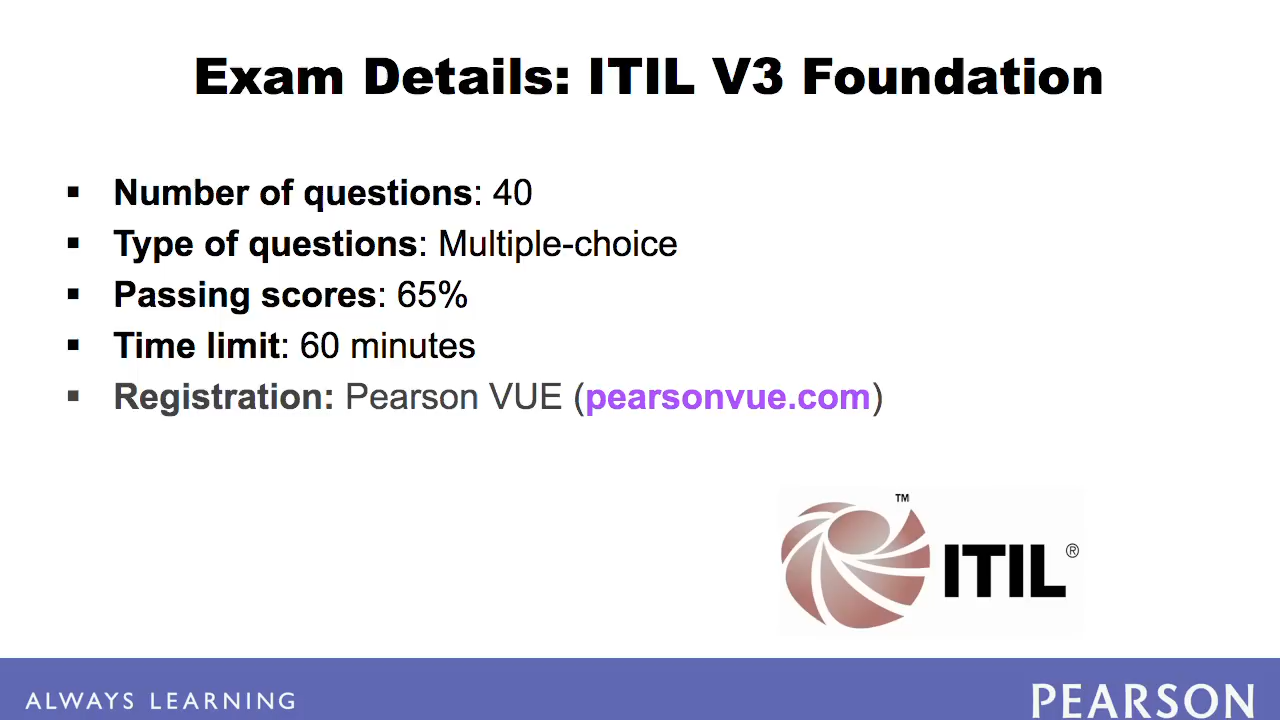 Exam Details: ITIL V3 Foundation
▪ Number of questions: 40
▪ Type of questions: Multiple-choice
▪ Passing scores: 65%
▪ Time limit: 60 minutes
▪ Registration: Pearson VUE (pearsonvue.com)
™
ITIL®
ALWAYS LEARNING
PEARSON